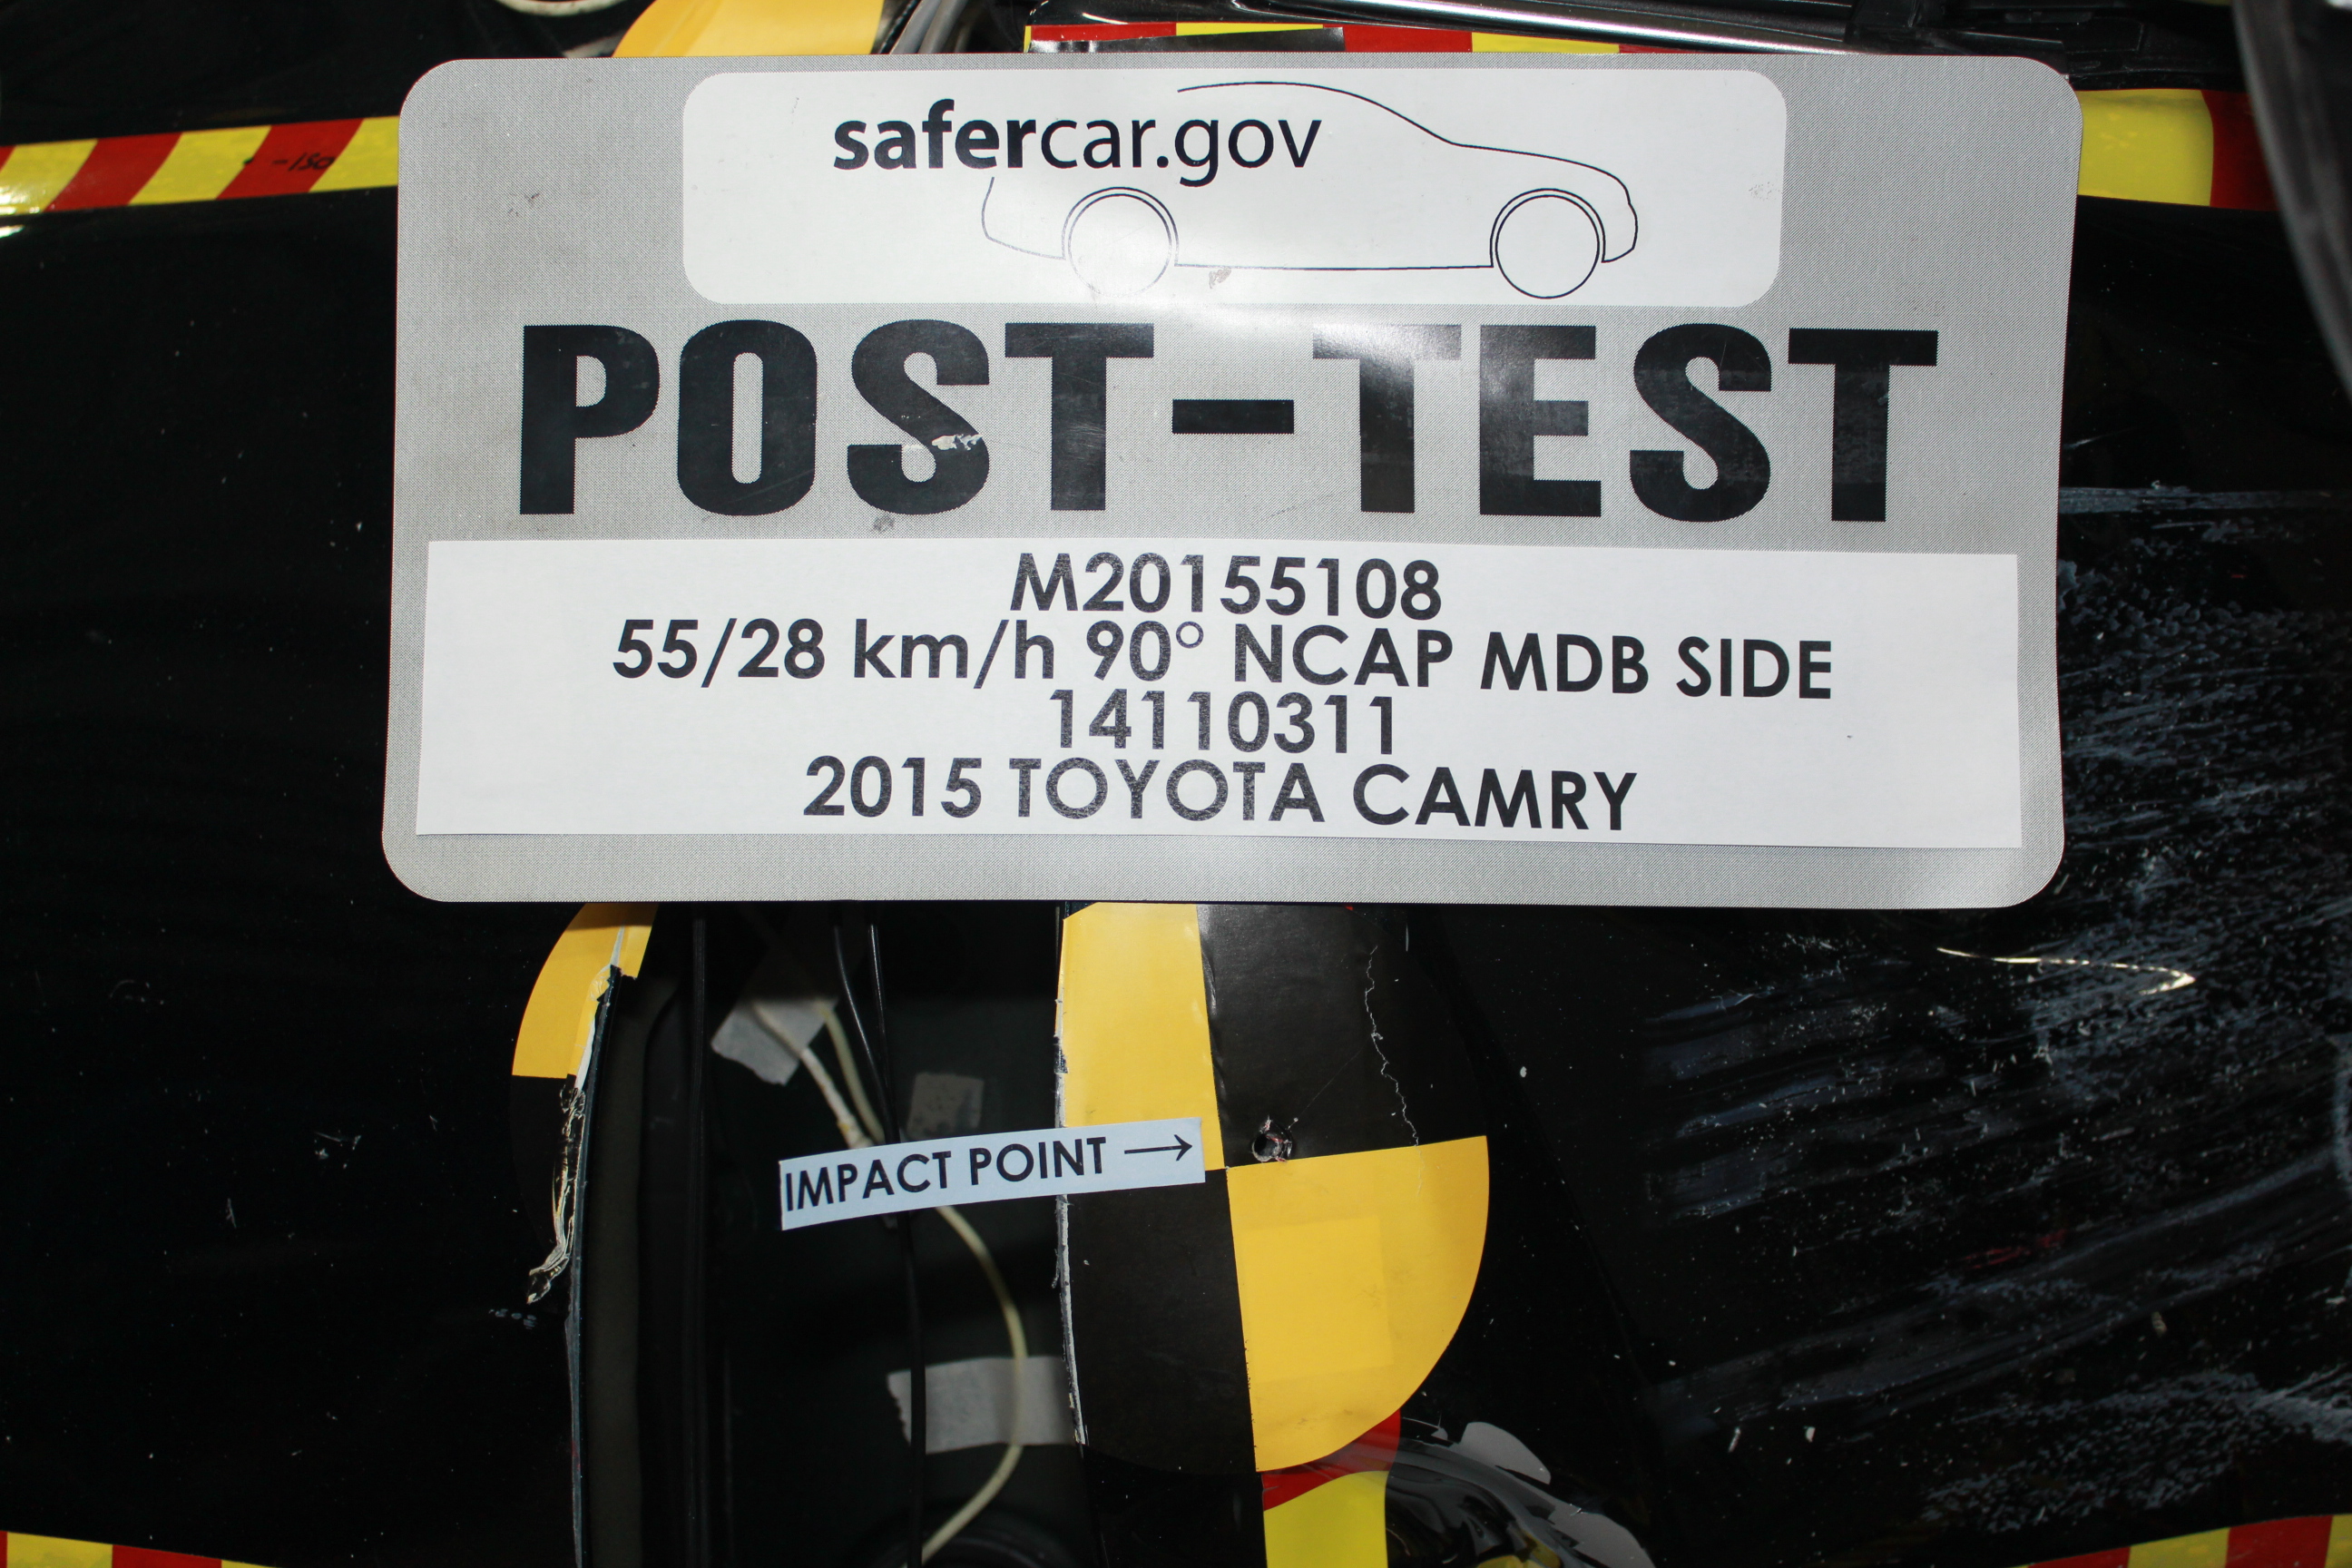 safercar.gov
POST-TEST
M20155108
55/28 km/h 90° NCAP MDB SIDE
14110311
2015 TOYOTA CAMRY
IMPACT POINT →